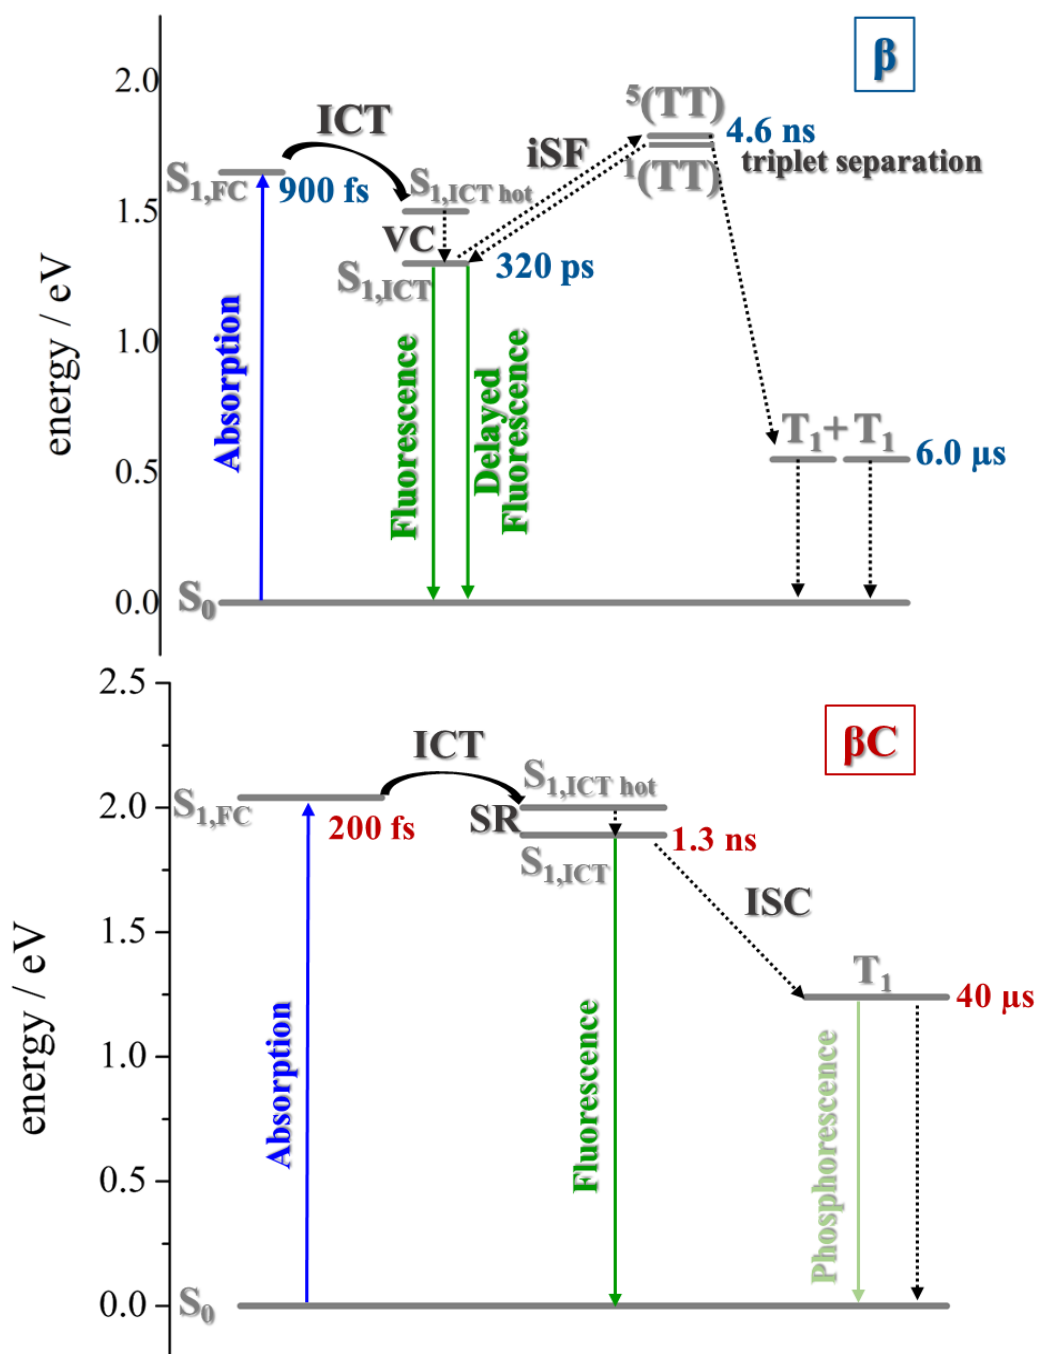 β
2.0
ICT
⁵(TT)
4.6 ns
iSF
triplet separation
¹(TT)
S₁,FC
900 fs
S₁,ICT hot
1.5
VC
320 ps
S₁,ICT
energy / eV
1.0
Absorption
Fluorescence
Delayed
Fluorescence
T₁+T₁
6.0 μs
0.5
0.0
S₀
2.5
βC
ICT
S₁,ICT hot
2.0
S₁,FC
200 fs
SR
1.3 ns
S₁,ICT
ISC
1.5
T₁
40 μs
energy / eV
1.0
Absorption
Fluorescence
Phosphorescence
0.5
0.0
S₀